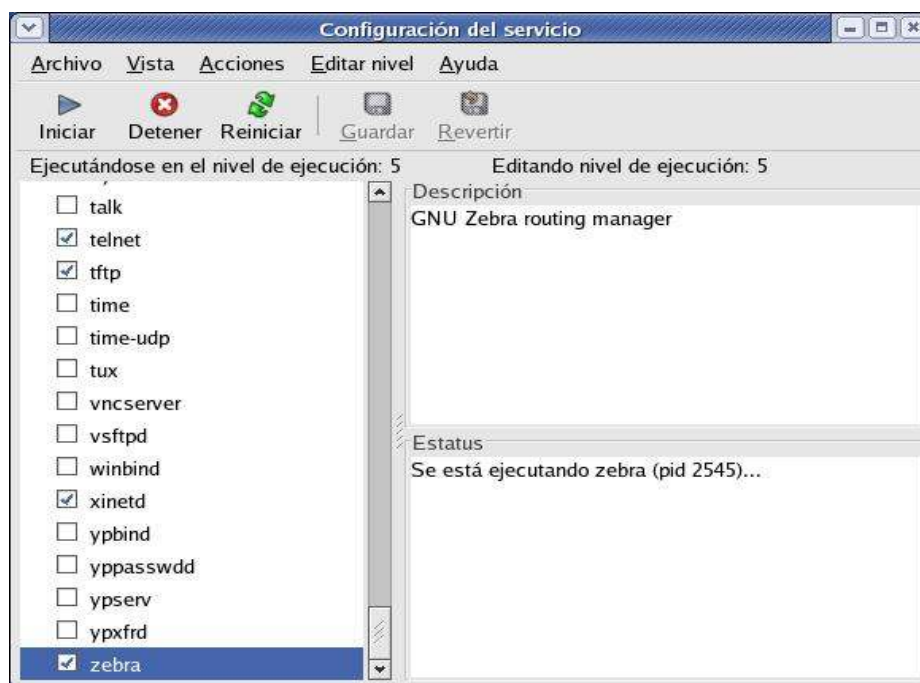 Configuración del servicio
Archivo Vista Acciones Editar nivel Ayuda
Iniciar Detener Reiniciar Guardar Revertir
Ejecutándose en el nivel de ejecución: 5 Editando nivel de ejecución: 5
talk
telnet
tftp
time
time-udp
tux
vncserver
vsftpd
winbind
xinetd
ypbind
yppasswdd
ypserv
ypxfrd
zebra
Descripción
GNU Zebra routing manager
Estatus
Se está ejecutando zebra (pid 2545)...